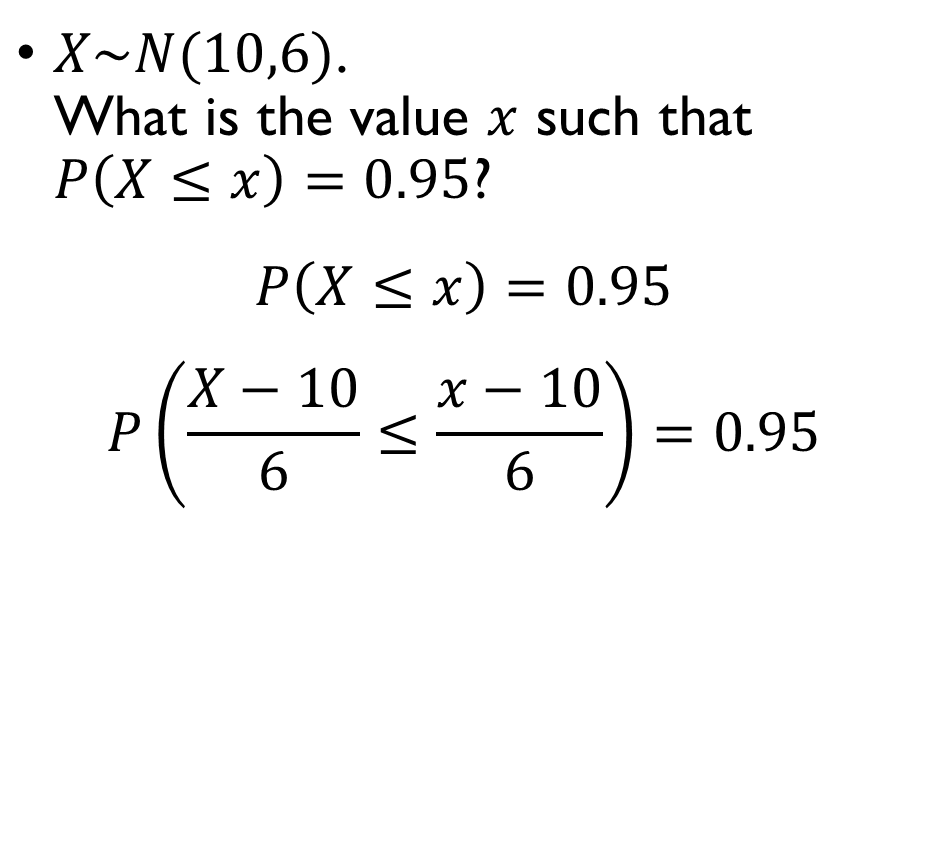 • X~N(10,6).
What is the value x such that
P(X ≤ x) = 0.95?
P(X ≤ x) = 0.95
P((X − 10)/6 ≤ (x − 10)/6) = 0.95